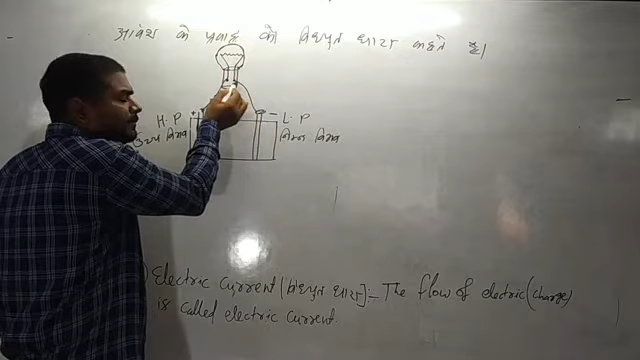 आवेश के प्रवाह को विद्युत धारा कहते है।
H.P + - L.P
उच्च विभव निम्न विभव
Electric current (विद्युत धारा]:- The flow of electric (charge)
is called electric current.